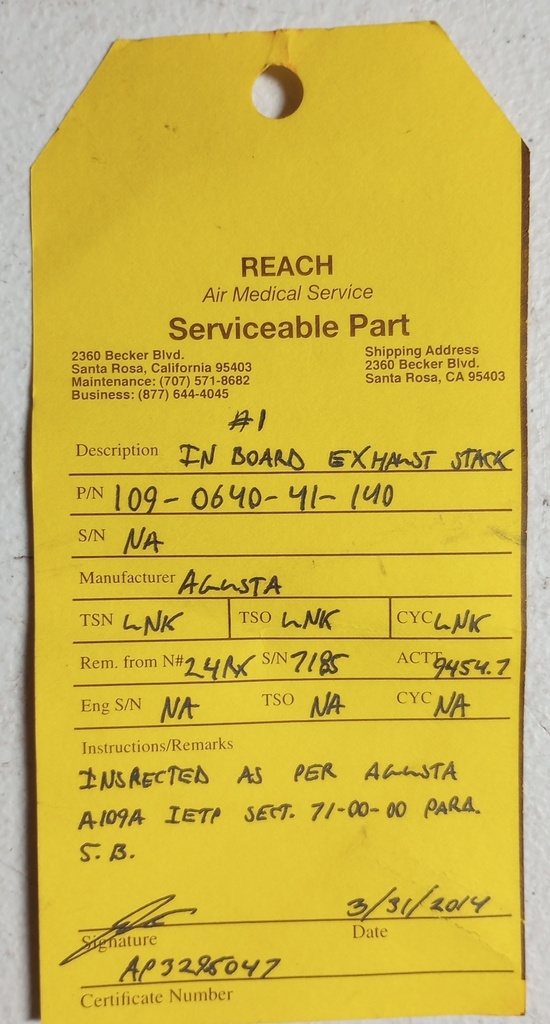 REACH
Air Medical Service
Serviceable Part
2360 Becker Blvd.
Santa Rosa, California 95403
Maintenance: (707) 571-8682
Business: (877) 644-4045
Shipping Address
2360 Becker Blvd.
Santa Rosa, CA 95403
#1
Description IN BOARD EXHAUST STACK
P/N 109-0640-41-140
S/N NA
Manufacturer AGUSTA
TSN UNK TSO UNK CYC UNK
Rem. from N# 24RX S/N 7185 ACTT 9454.7
Eng S/N NA TSO NA CYC NA
Instructions/Remarks
INSPECTED AS PER AGUSTA
A109A IETP SECT. 71-00-00 PARA.
5. B.
3/31/2014
Signature Date
AP3295047
Certificate Number